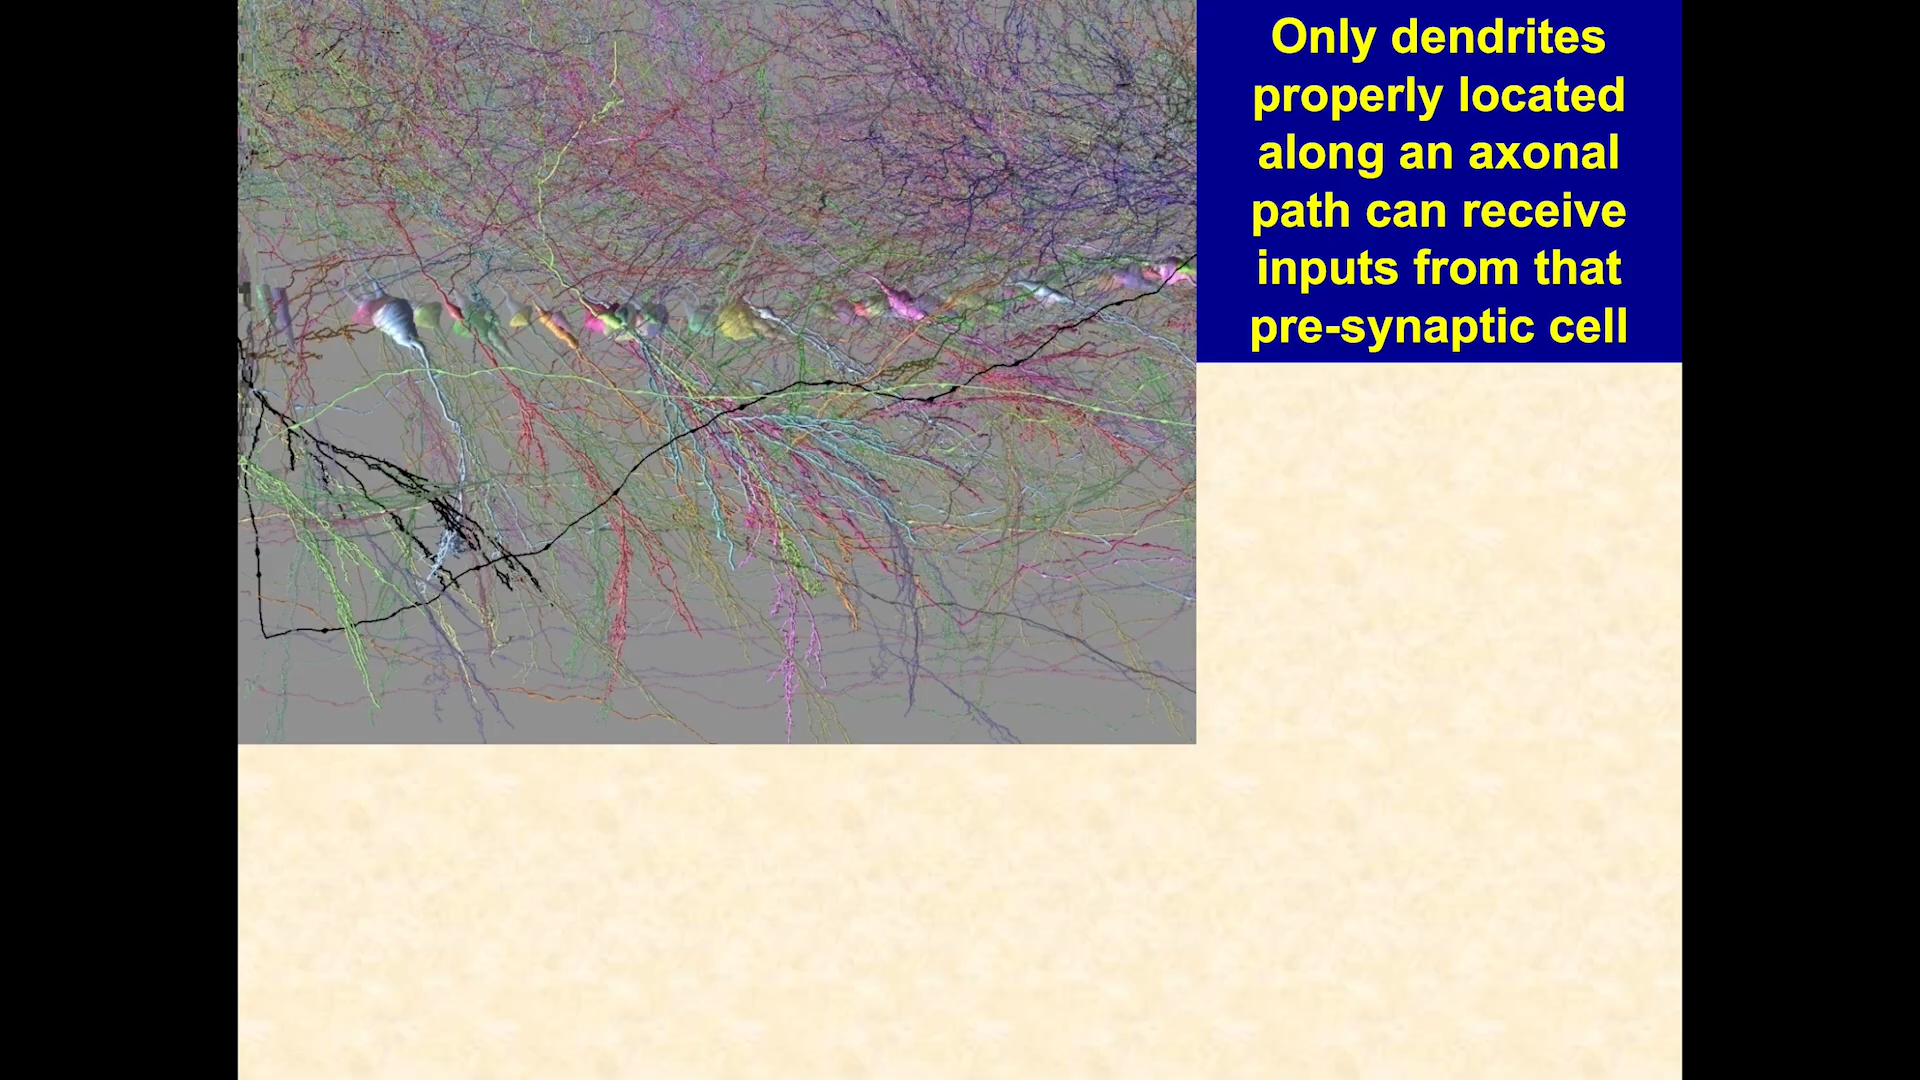 Only dendrites
properly located
along an axonal
path can receive
inputs from that
pre-synaptic cell